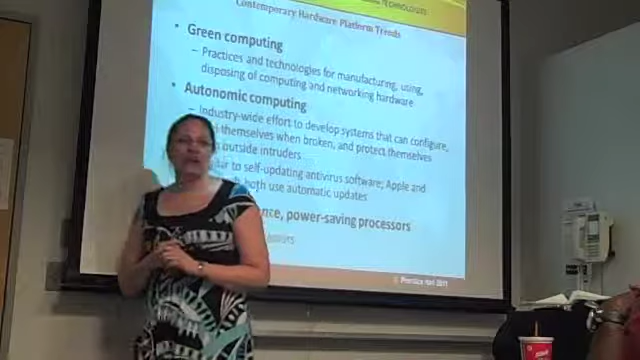 TECHNOLOGIES
Contemporary Hardware Platform Trends
• Green computing
– Practices and technologies for manufacturing, using,
disposing of computing and networking hardware
• Autonomic computing
– Industry-wide effort to develop systems that can configure,
themselves when broken, and protect themselves
outside intruders
to self-updating antivirus software; Apple and
both use automatic updates
power-saving processors
© Prentice Hall 2011